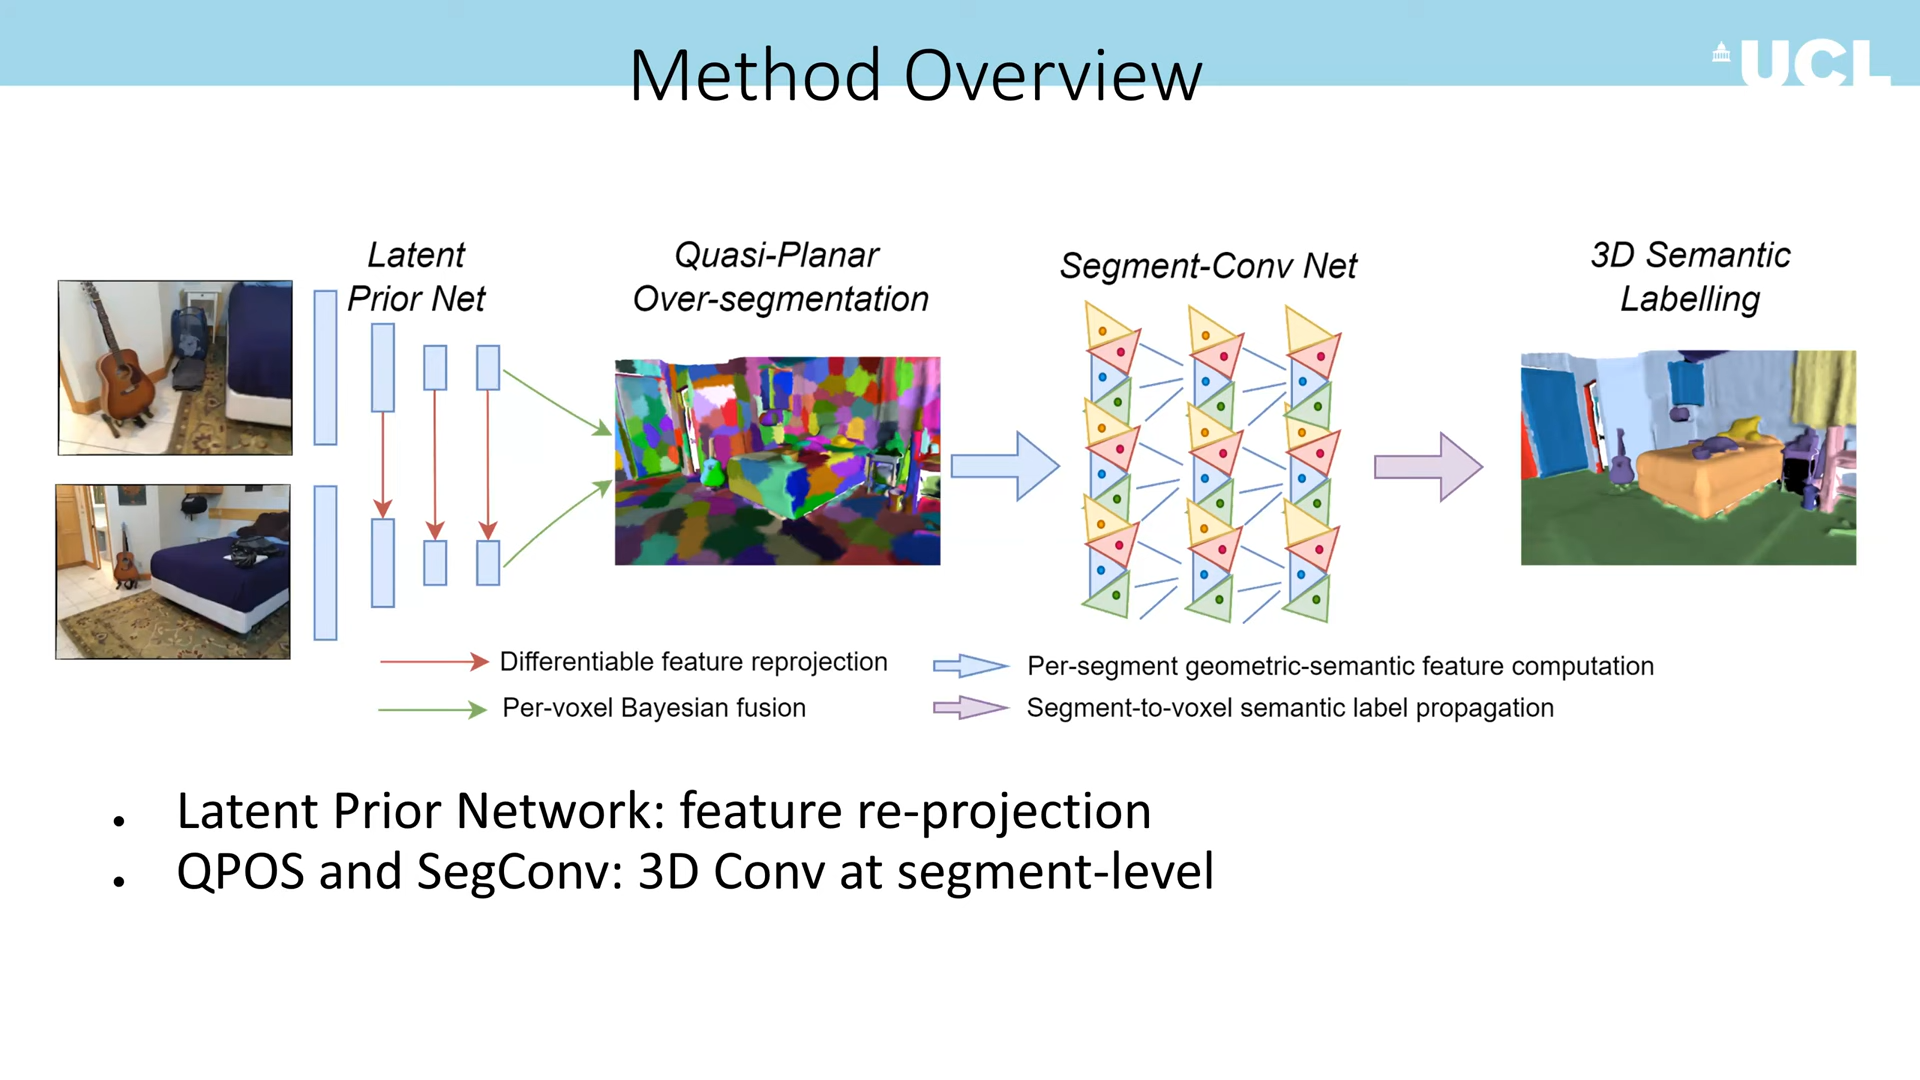 Method Overview
UCL
Latent
Prior Net
Quasi-Planar
Over-segmentation
Segment-Conv Net
3D Semantic
Labelling
Differentiable feature reprojection
Per-voxel Bayesian fusion
Per-segment geometric-semantic feature computation
Segment-to-voxel semantic label propagation
• Latent Prior Network: feature re-projection
• QPOS and SegConv: 3D Conv at segment-level